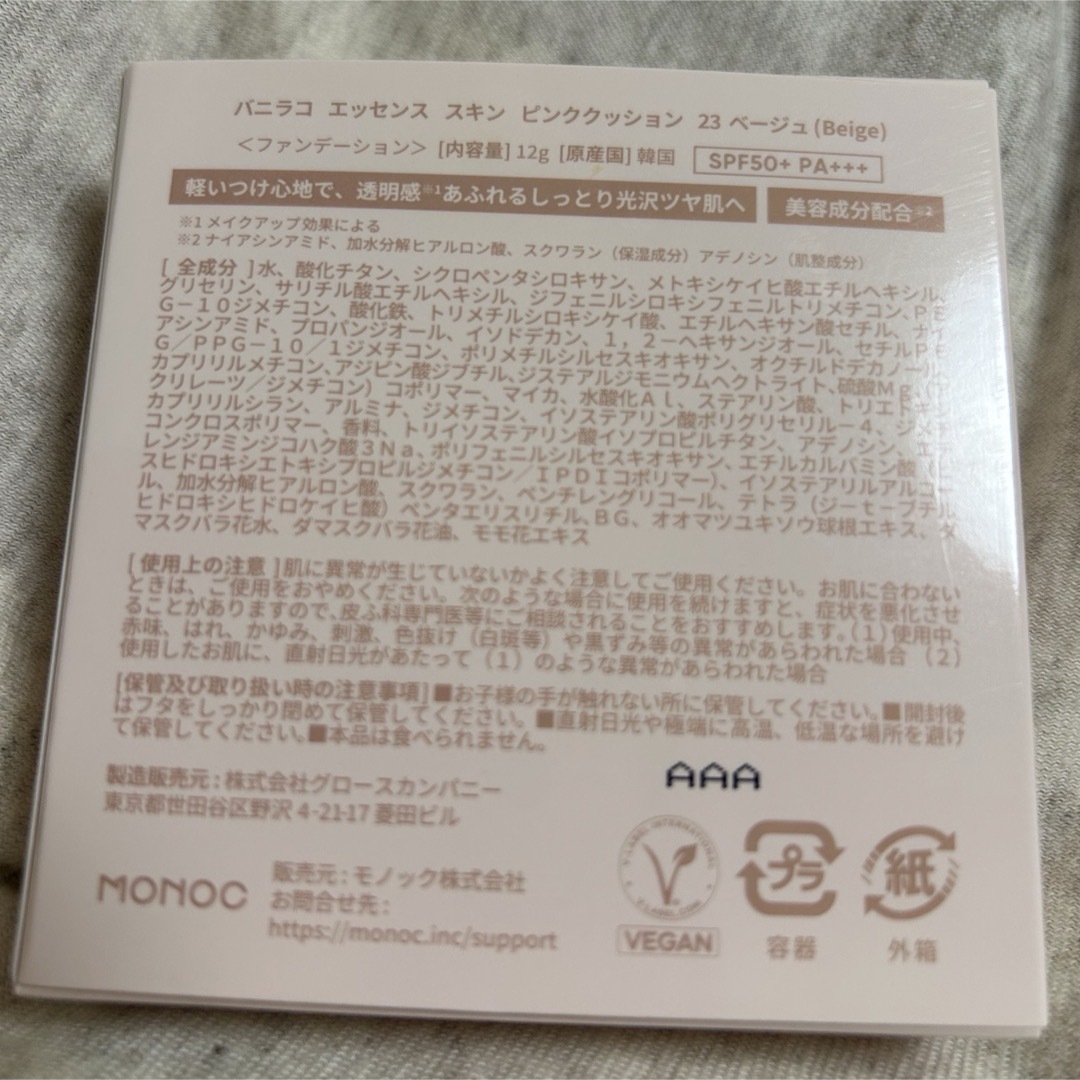 バニラコ エッセンス スキン ピンククッション 23 ベージュ(Beige)
＜ファンデーション＞ [内容量] 12g [原産国] 韓国 SPF50+ PA+++
軽いつけ心地で、透明感※1あふれるしっとり光沢ツヤ肌へ 美容成分配合※2
※1 メイクアップ効果による
※2 ナイアシンアミド、加水分解ヒアルロン酸、スクワラン（保湿成分）アデノシン（肌整成分）
[ 全成分 ]水、酸化チタン、シクロペンタシロキサン、メトキシケイヒ酸エチルヘキシル、
グリセリン、サリチル酸エチルヘキシル、ジフェニルシロキシフェニルトリメチコン、PE
G－10ジメチコン、酸化鉄、トリメチルシロキシケイ酸、エチルヘキサン酸セチル、ナイ
アシンアミド、プロパンジオール、イソドデカン、1，2－ヘキサンジオール、セチルPE
G／PPG－10／1ジメチコン、ポリメチルシルセスキオキサン、オクチルドデカノール、
カプリリルメチコン、アジピン酸ジブチル、ジステアルジモニウムヘクトライト、硫酸Mg、（ア
クリレーツ／ジメチコン）コポリマー、マイカ、水酸化Al、ステアリン酸、トリエトキシ
カプリリルシラン、アルミナ、ジメチコン、イソステアリン酸ポリグリセリル－4、ジメチ
コンクロスポリマー、香料、トリイソステアリン酸イソプロピルチタン、アデノシン、エチ
レンジアミンジコハク酸3Na、ポリフェニルシルセスキオキサン、エチルカルバミン酸（ビ
スヒドロキシエトキシプロピルジメチコン／IPDIコポリマー）、イソステアリルアルコー
ル、加水分解ヒアルロン酸、スクワラン、ペンチレングリコール、テトラ（ジーセーブチル
ヒドロキシヒドロケイヒ酸）ペンタエリスリチル、BG、オオマツユキソウ球根エキス、ダ
マスクバラ花水、ダマスクバラ花油、モモ花エキス
[ 使用上の注意 ]肌に異常が生じていないかよく注意してご使用ください。お肌に合わない
ときは、ご使用をおやめください。次のような場合に使用を続けますと、症状を悪化させ
ることがありますので、皮ふ科専門医等にご相談されることをおすすめします。（1）使用中、
赤味、はれ、かゆみ、刺激、色抜け（白斑等）や黒ずみ等の異常があらわれた場合（2）
使用したお肌に、直射日光があたって（1）のような異常があらわれた場合
[保管及び取り扱い時の注意事項]■お子様の手が触れない所に保管してください。■開封後
はフタをしっかり閉めて保管してください。■直射日光や極端に高温、低温な場所を避け
て保管してください。■本品は食べられません。
製造販売元：株式会社グロースカンパニー
東京都世田谷区野沢 4-21-17 菱田ビル
AAA
MONOC
販売元：モノック株式会社
お問合せ先：
https://monoc.inc/support
V-LABEL INTERNATIONAL
V-LABEL.COM
VEGAN
プラ
容器
紙
外箱